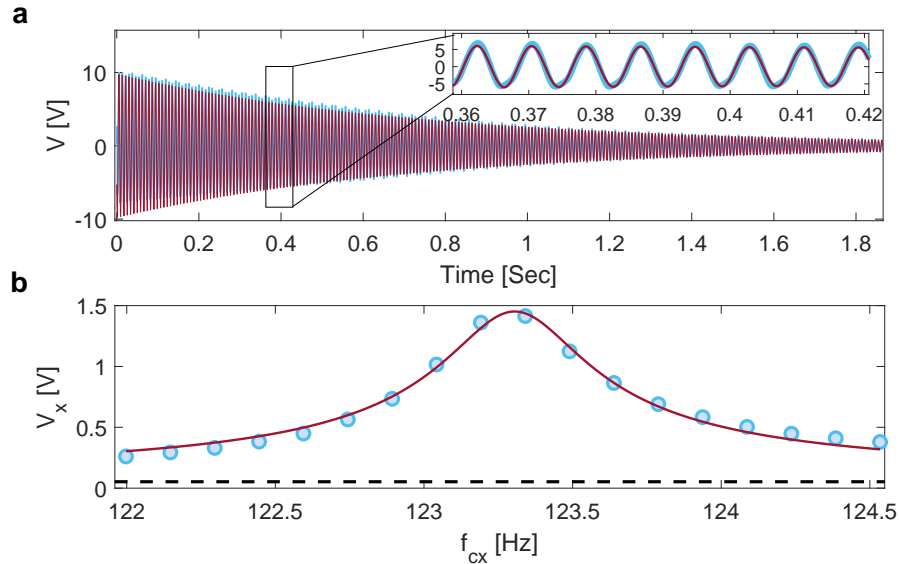 a
V [V]
10
0
-10
5
0
-5
0.36 0.37 0.38 0.39 0.4 0.41 0.42
0 0.2 0.4 0.6 0.8 1 1.2 1.4 1.6 1.8
Time [Sec]
b
V_x [V]
1.5
1
0.5
0
122 122.5 123 123.5 124 124.5
f_cx [Hz]